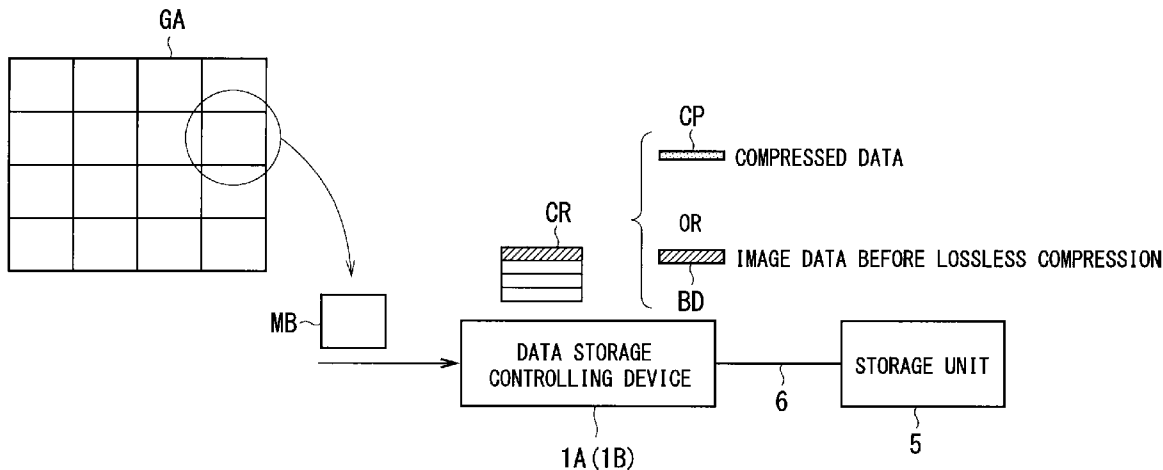 GA
CP
COMPRESSED DATA
CR
OR
IMAGE DATA BEFORE LOSSLESS COMPRESSION
BD
MB
DATA STORAGE
CONTROLLING DEVICE
STORAGE UNIT
6
5
1A(1B)